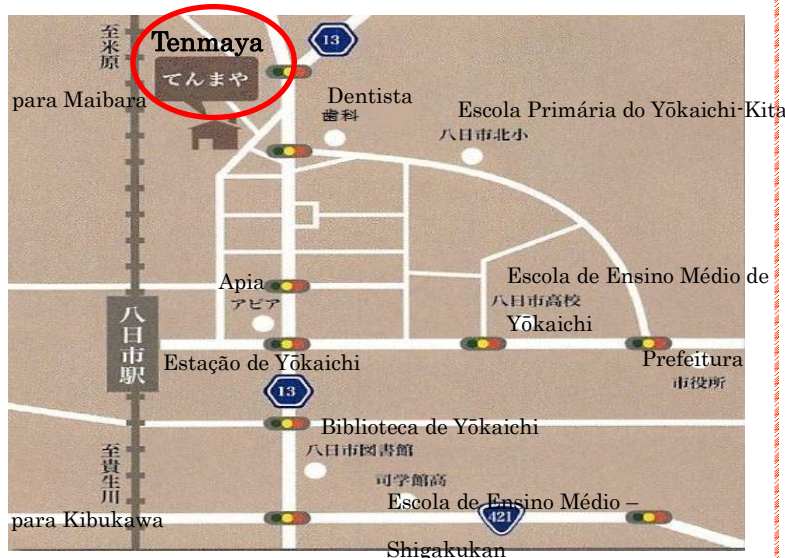 Tenmaya
13
至米原
てんまや
para Maibara
Dentista
歯科
Escola Primária do Yōkaichi-Kita
八日市北小
Apia
アピア
Escola de Ensino Médio de
八日市高校
Yōkaichi
八日市駅
Estação de Yōkaichi
Prefeitura
市役所
13
Biblioteca de Yōkaichi
八日市図書館
至貴生川
司学館高
Escola de Ensino Médio –
para Kibukawa
421
Shigakukan